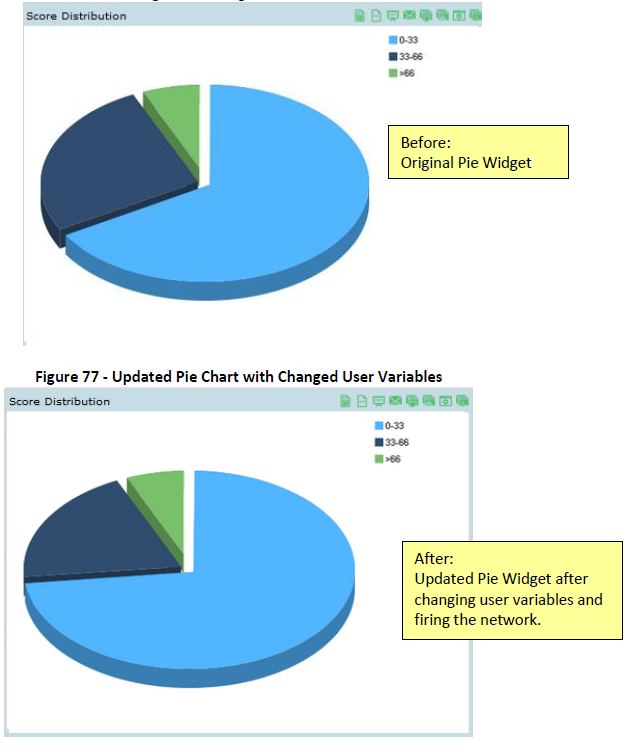 Score Distribution
0-33
33-66
>66
Before:
Original Pie Widget
Figure 77 - Updated Pie Chart with Changed User Variables
Score Distribution
0-33
33-66
>66
After:
Updated Pie Widget after
changing user variables and
firing the network.